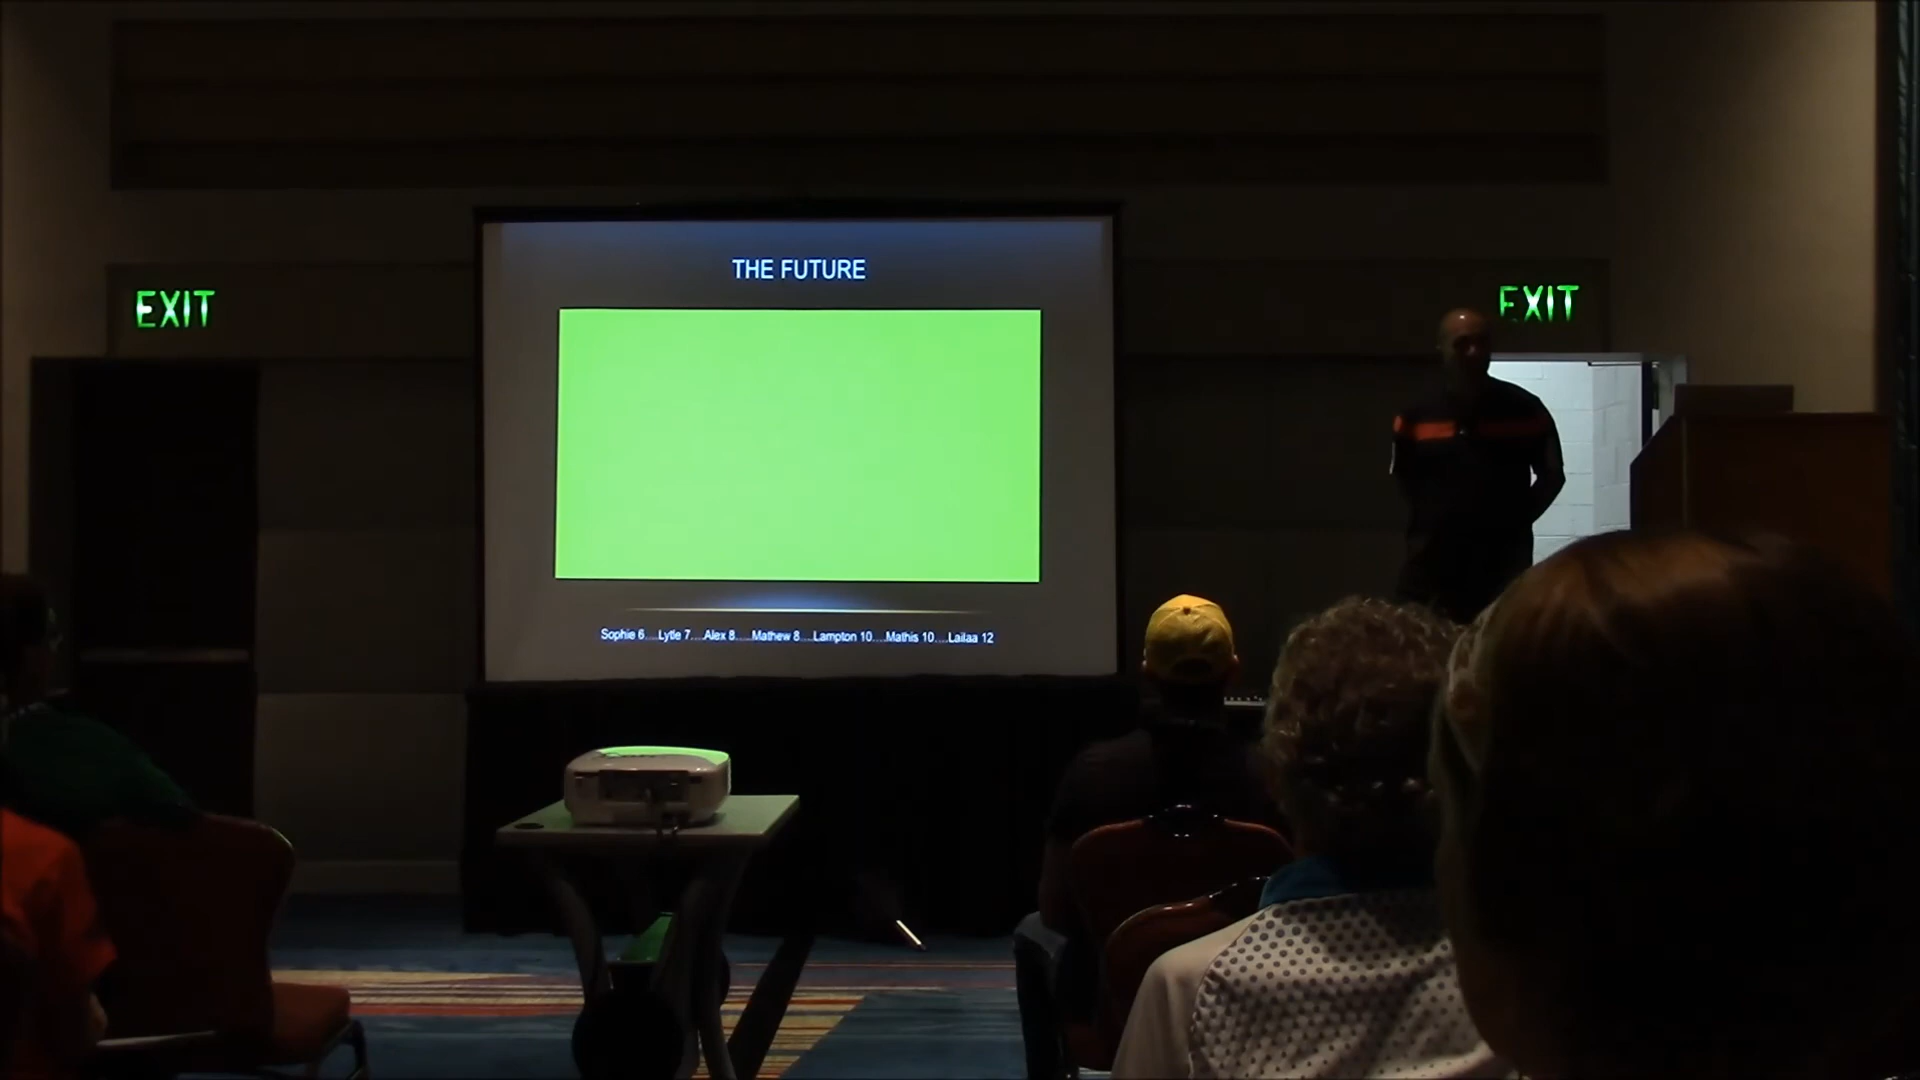 THE FUTURE
EXIT
EXIT
Sophie 6....Lytle 7....Alex 8.....Mathew 8....Lampton 10....Mathis 10....Lailaa 12